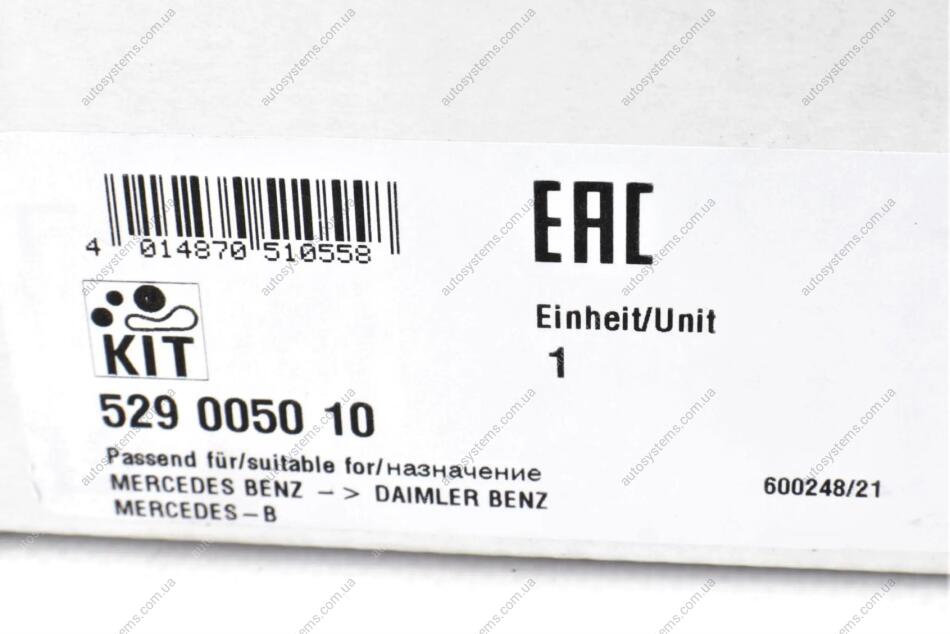 4 014870 510558
EAC
KIT
Einheit/Unit
1
529 0050 10
Passend für/suitable for/назначение
MERCEDES BENZ -> DAIMLER BENZ
MERCEDES-B
600248/21
autosystems.com.ua